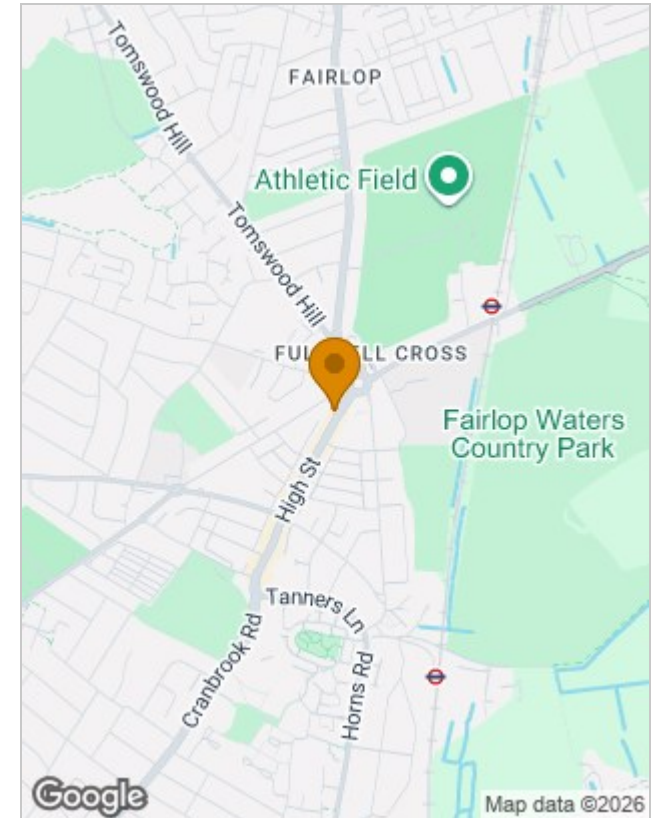 Tomswood Hill
FAIRLOP
Athletic Field
Tomswood Hill
CROSS
Fairlop Waters
Country Park
High St
Tanners Ln
Cranbrook Rd
Horns Rd
Google
Map data ©2026